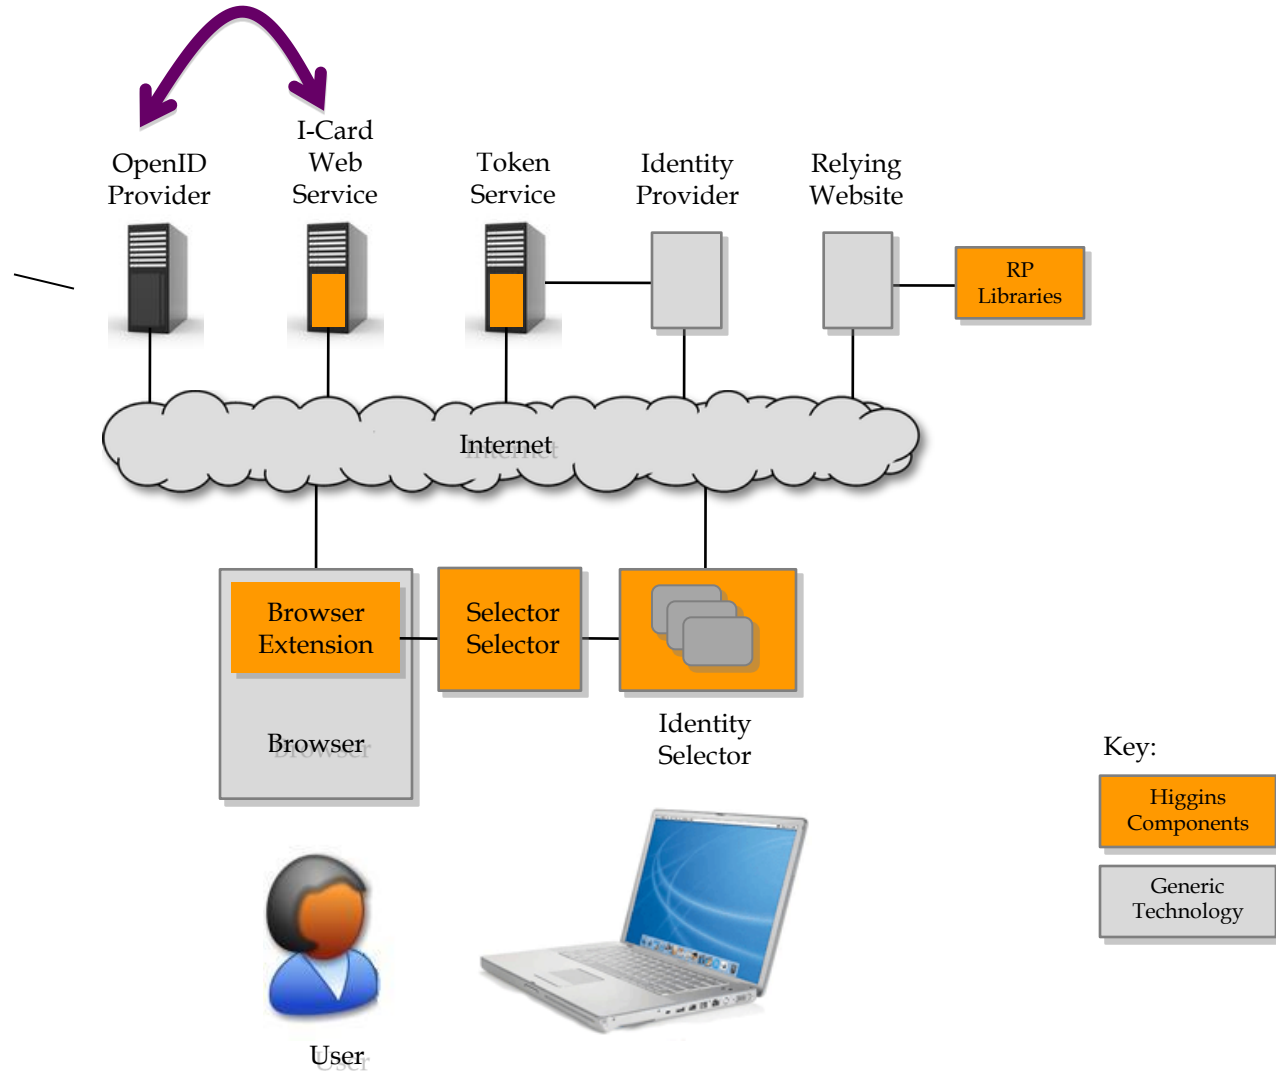 I-Card
Web
Service
OpenID
Provider
Token
Service
Identity
Provider
Relying
Website
RP
Libraries
Internet
Browser
Extension
Selector
Selector
Browser
Identity
Selector
Key:
Higgins
Components
Generic
Technology
User